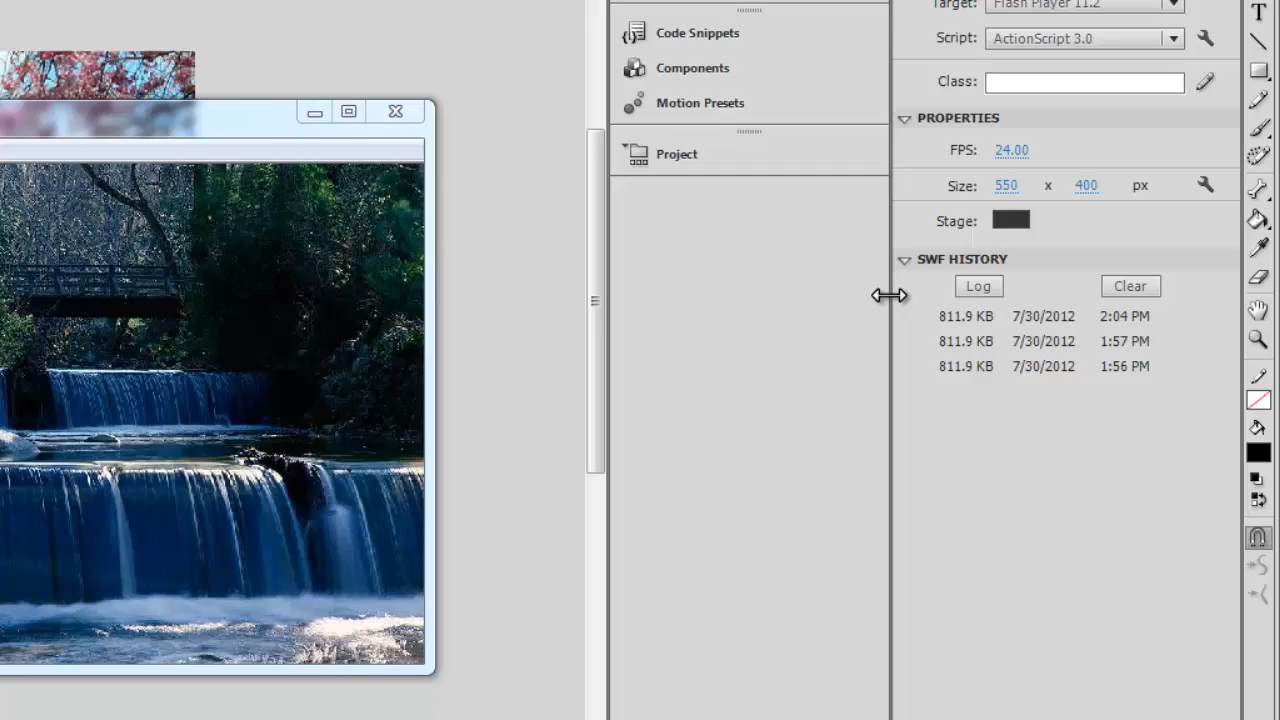 Target: Flash Player 11.2
Code Snippets
Script: ActionScript 3.0
Components
Class:
Motion Presets
PROPERTIES
FPS: 24.00
Project
Size: 550 x 400 px
Stage:
SWF HISTORY
Log Clear
811.9 KB 7/30/2012 2:04 PM
811.9 KB 7/30/2012 1:57 PM
811.9 KB 7/30/2012 1:56 PM